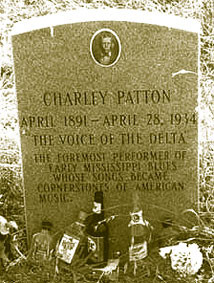 CHARLEY PATTON
APRIL 1891 – APRIL 28, 1934
"THE VOICE OF THE DELTA"
THE FOREMOST PERFORMER OF
EARLY MISSISSIPPI BLUES
WHOSE SONGS BECAME
CORNERSTONES OF AMERICAN
MUSIC.